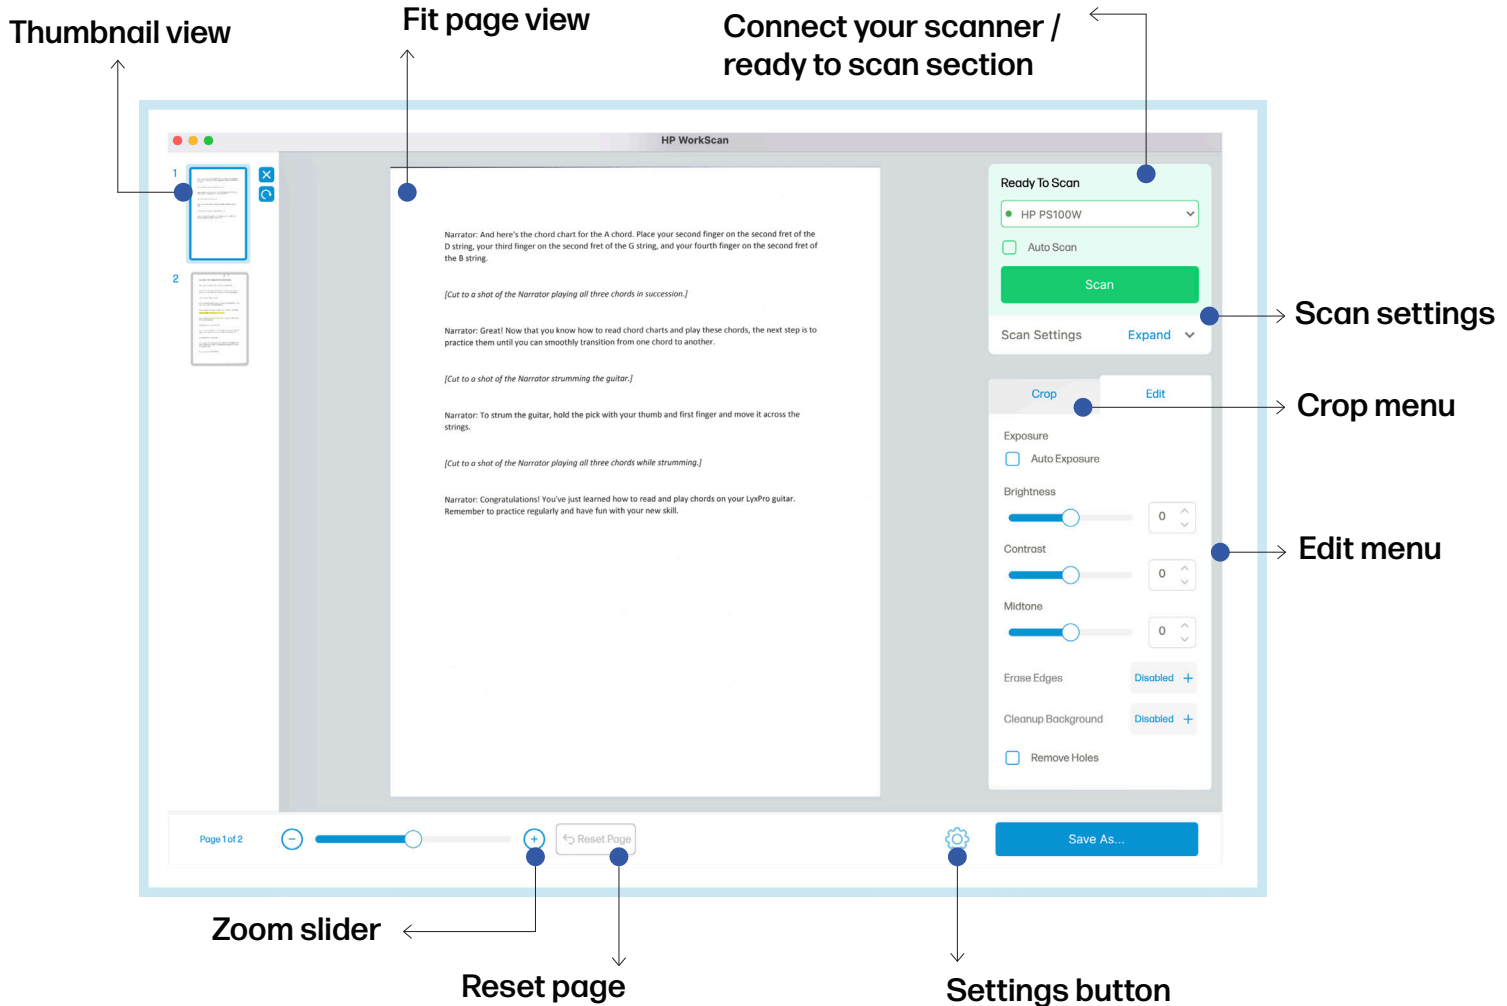 Thumbnail view
Fit page view
Connect your scanner /
ready to scan section
HP WorkScan
1
2
Narrator: And here's the chord chart for the A chord. Place your second finger on the second fret of the
D string, your third finger on the second fret of the G string, and your fourth finger on the second fret of
the B string.
[Cut to a shot of the Narrator playing all three chords in succession.]
Narrator: Great! Now that you know how to read chord charts and play these chords, the next step is to
practice them until you can smoothly transition from one chord to another.
[Cut to a shot of the Narrator strumming the guitar.]
Narrator: To strum the guitar, hold the pick with your thumb and first finger and move it across the
strings.
[Cut to a shot of the Narrator playing all three chords while strumming.]
Narrator: Congratulations! You've just learned how to read and play chords on your LyxPro guitar.
Remember to practice regularly and have fun with your new skill.
Ready To Scan
HP PS100W
Auto Scan
Scan
Scan Settings Expand
Scan settings
Crop Edit
Crop menu
Exposure
Auto Exposure
Brightness
0
Contrast
0
Edit menu
Midtone
0
Erase Edges Disabled +
Cleanup Background Disabled +
Remove Holes
Page 1 of 2
Reset Page
Save As...
Zoom slider
Reset page
Settings button